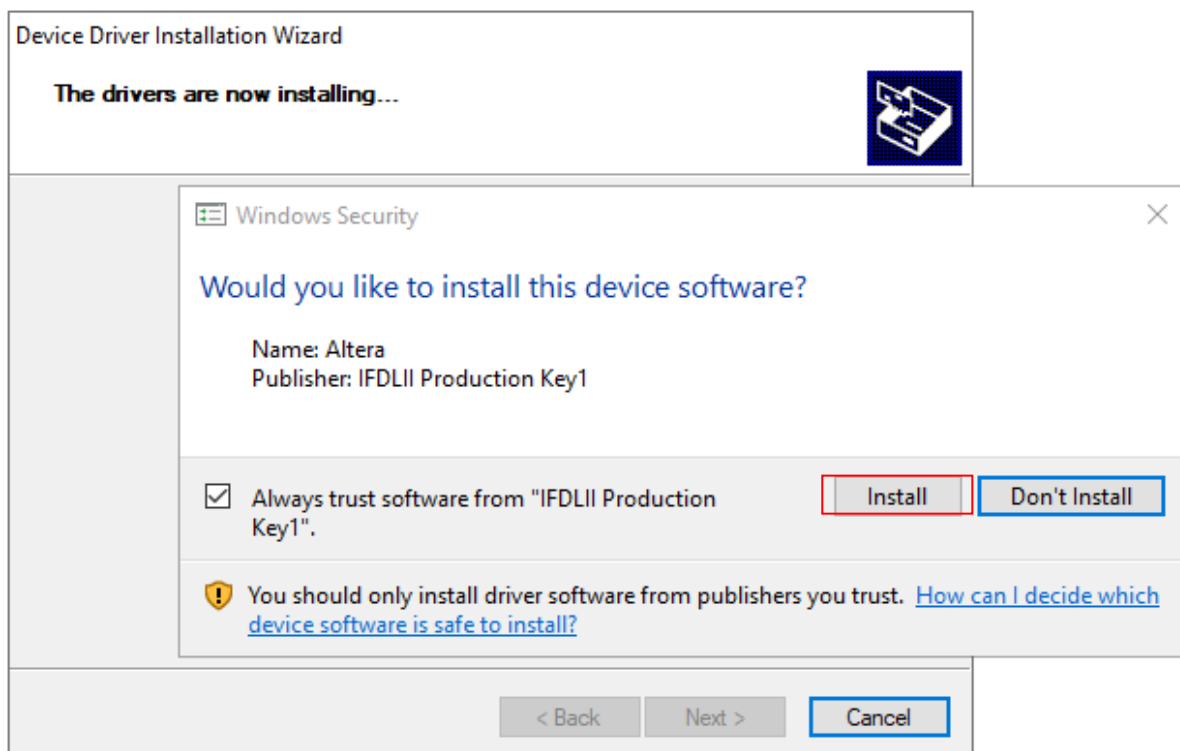 Device Driver Installation Wizard
The drivers are now installing...
Windows Security
Would you like to install this device software?
Name: Altera
Publisher: IFDLII Production Key1
Always trust software from "IFDLII Production
Key1".
Install
Don't Install
You should only install driver software from publishers you trust. How can I decide which
device software is safe to install?
< Back
Next >
Cancel